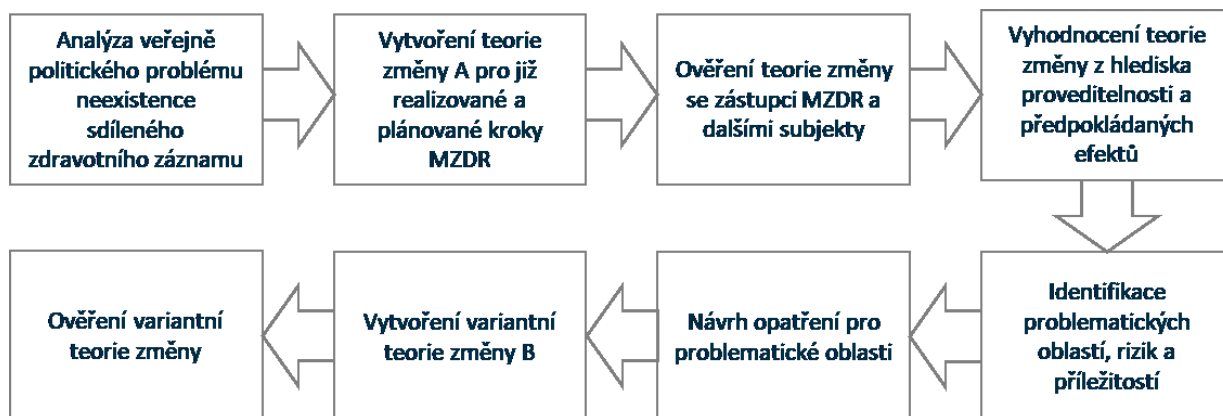 Analýza veřejně
politického problému
neexistence
sdíleného
zdravotního záznamu
Vytvoření teorie
změny A pro již
realizované a
plánované kroky
MZDR
Ověření teorie změny
se zástupci MZDR a
dalšími subjekty
Vyhodnocení teorie
změny z hlediska
proveditelnosti a
předpokládaných
efektů
Identifikace
problematických
oblastí, rizik a
příležitostí
Návrh opatření pro
problematické oblasti
Vytvoření variantní
teorie změny B
Ověření variantní
teorie změny